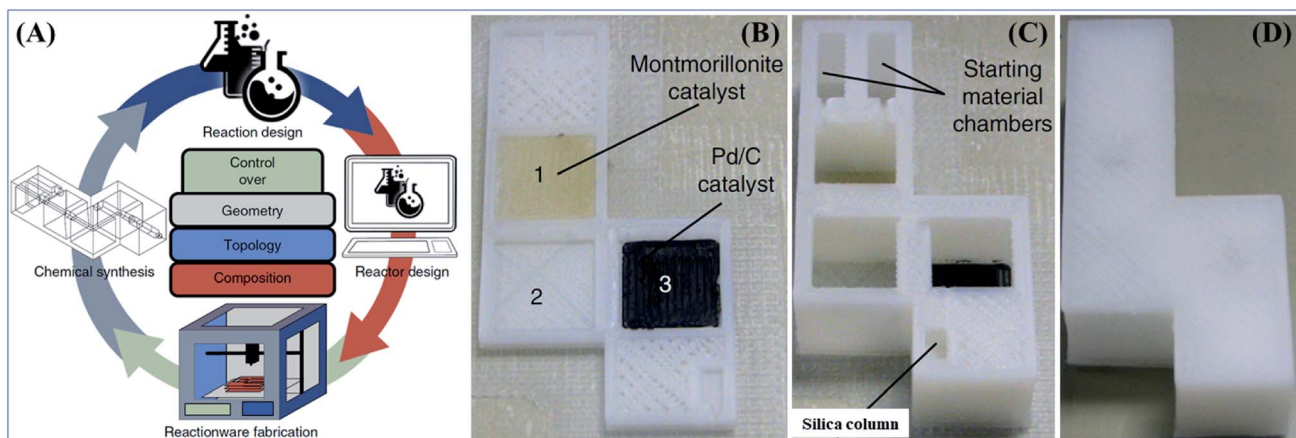 (A)
Reaction design
Control
over
Geometry
Topology
Composition
Chemical synthesis
Reactor design
Reactionware fabrication
(B)
Montmorillonite
catalyst
Pd/C
catalyst
1
2
3
(C)
Starting
material
chambers
Silica column
(D)